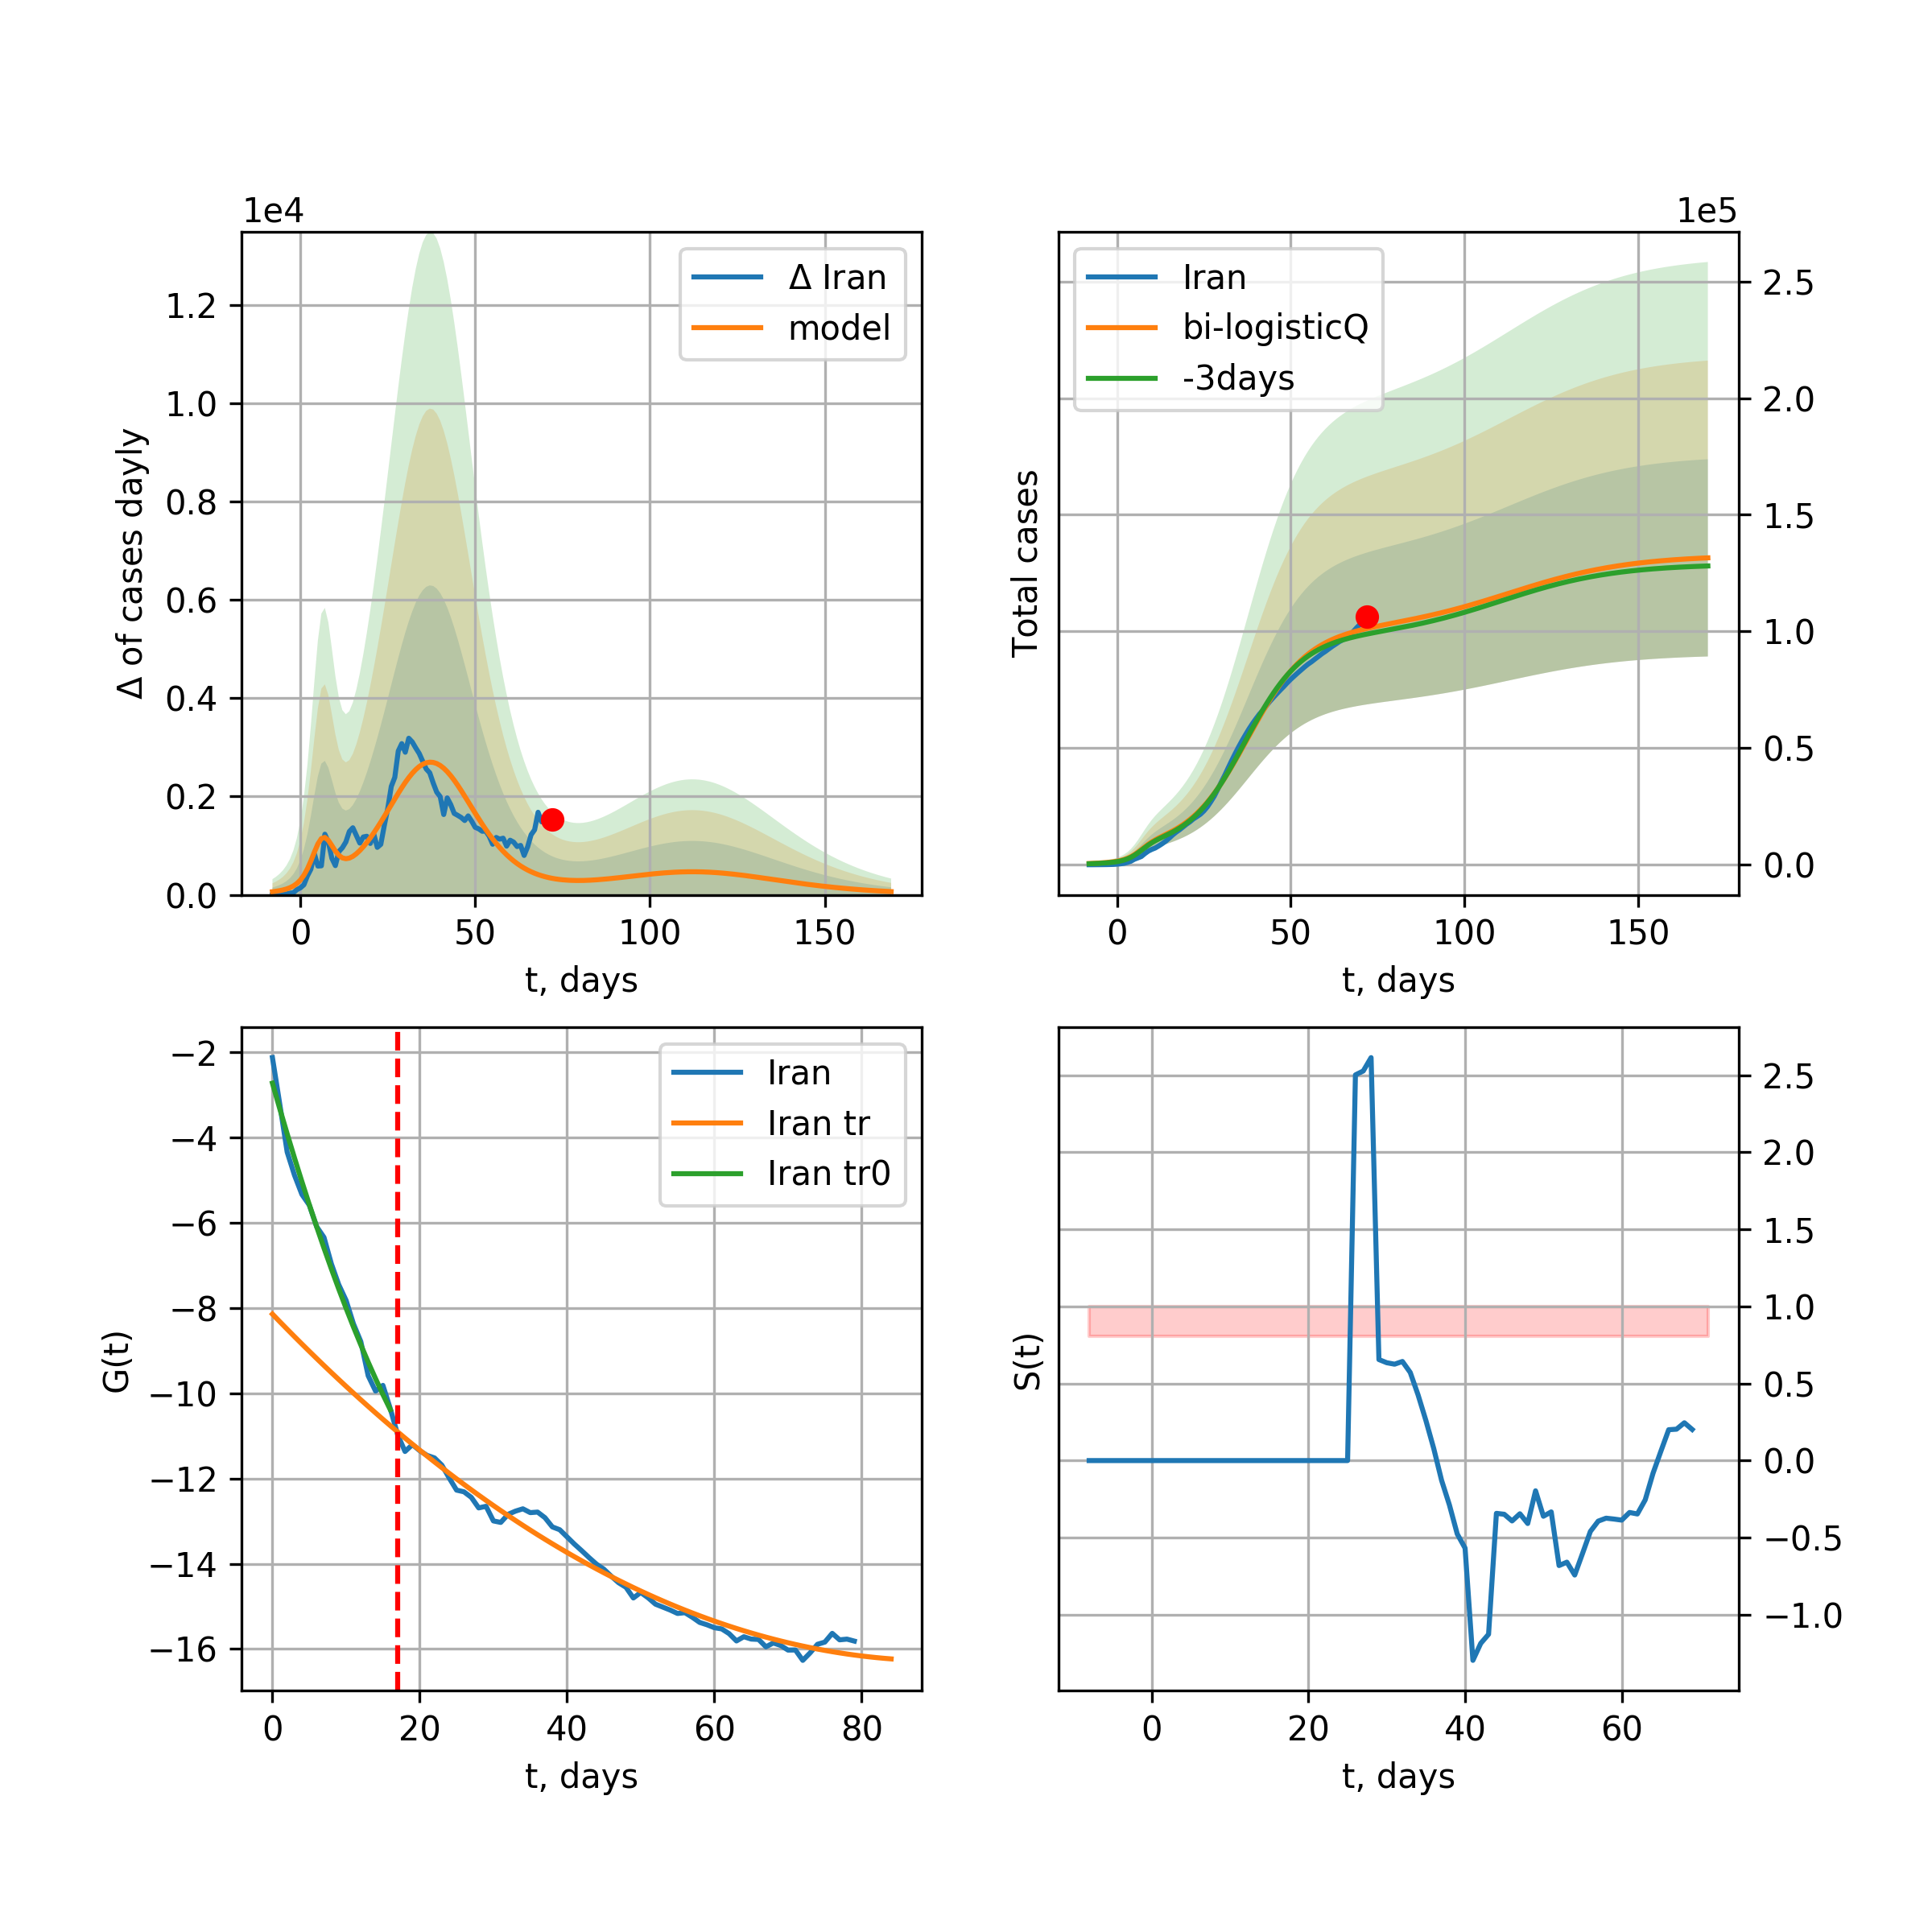 1e4
Δ of cases dayly
1.2
1.0
0.8
0.6
0.4
0.2
0.0
Δ Iran
model
0 50 100 150
t, days
1e5
Total cases
Iran
bi-logisticQ
-3days
2.5
2.0
1.5
1.0
0.5
0.0
0 50 100 150
t, days
G(t)
−2
−4
−6
−8
−10
−12
−14
−16
Iran
Iran tr
Iran tr0
0 20 40 60 80
t, days
S(t)
2.5
2.0
1.5
1.0
0.5
0.0
−0.5
−1.0
0 20 40 60
t, days